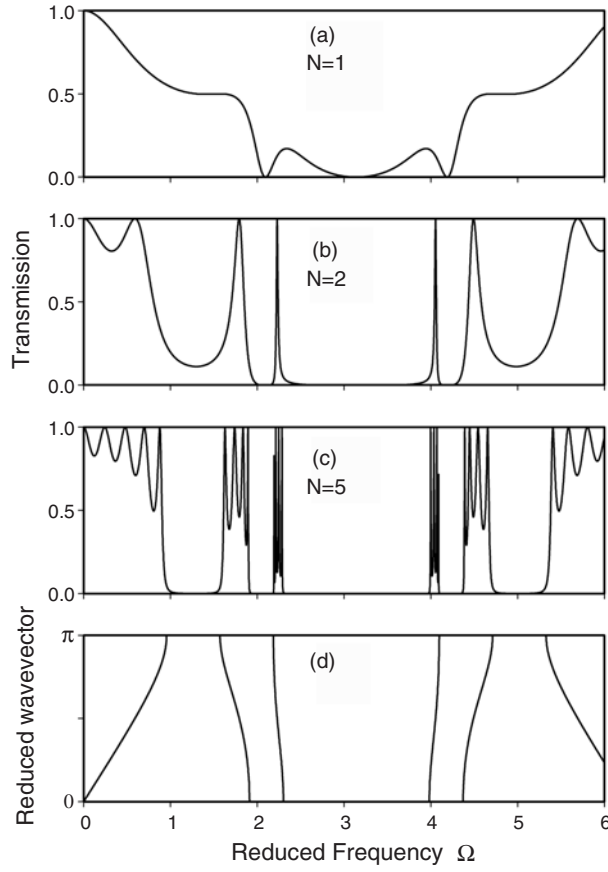 1.0
0.5
0.0
(a)
N=1
1.0
0.5
0.0
(b)
N=2
Transmission
1.0
0.5
0.0
(c)
N=5
π
0
(d)
Reduced wavevector
0 1 2 3 4 5 6
Reduced Frequency Ω